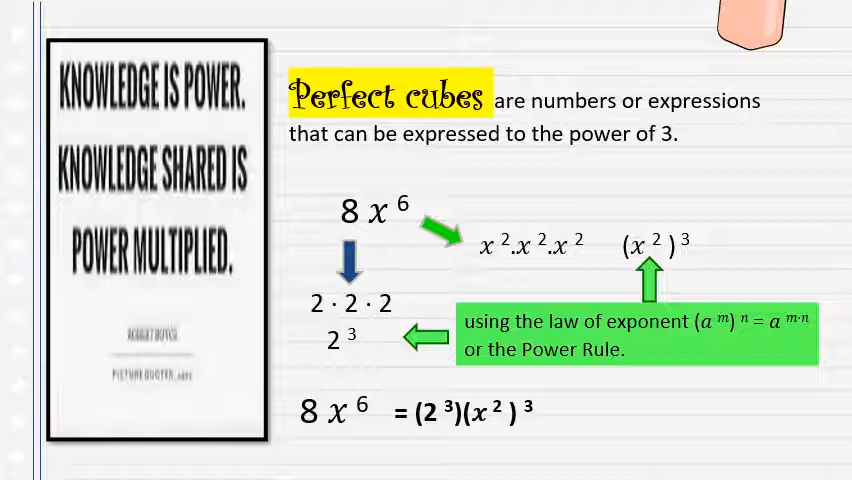 KNOWLEDGE IS POWER.
KNOWLEDGE SHARED IS
POWER MULTIPLIED.
PICTUREQUOTES.com
Perfect cubes are numbers or expressions
that can be expressed to the power of 3.
8 x ⁶
x ².x ².x ² (x ² ) ³
2 · 2 · 2
2 ³
using the law of exponent (a ᵐ) ⁿ = a ᵐ·ⁿ
or the Power Rule.
8 x ⁶ = (2 ³)(x ² ) ³